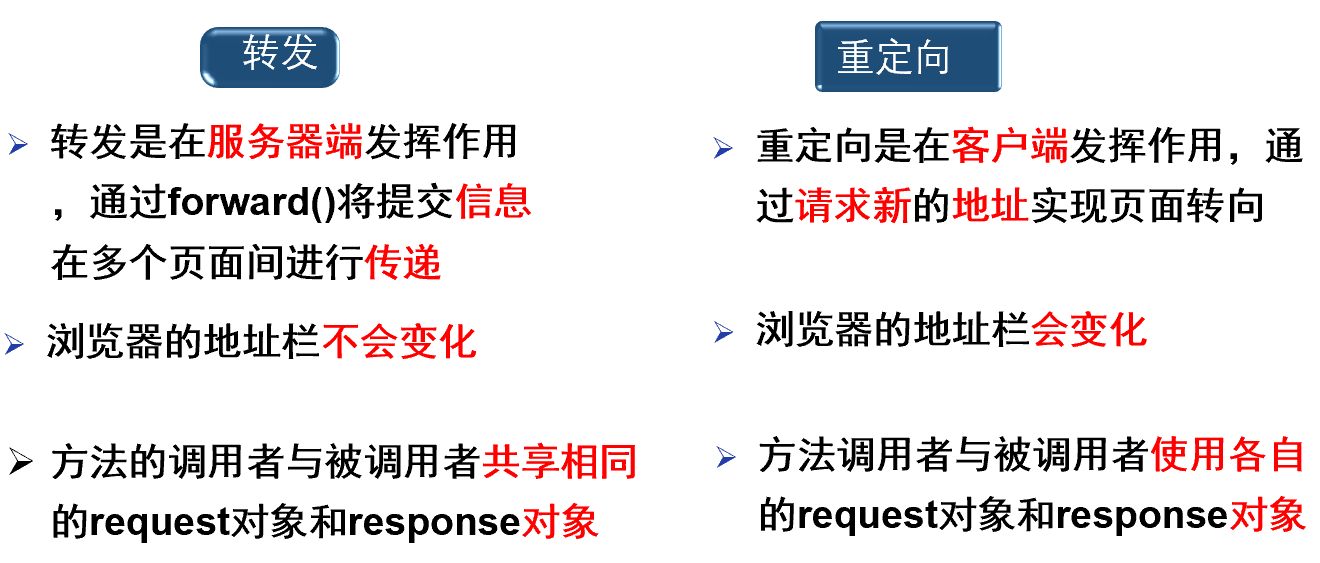 转发
转发是在服务器端发挥作用
，通过forward()将提交信息
在多个页面间进行传递
浏览器的地址栏不会变化
方法的调用者与被调用者共享相同
的request对象和response对象
重定向
重定向是在客户端发挥作用，通
过请求新的地址实现页面转向
浏览器的地址栏会变化
方法调用者与被调用者使用各自
的request对象和response对象